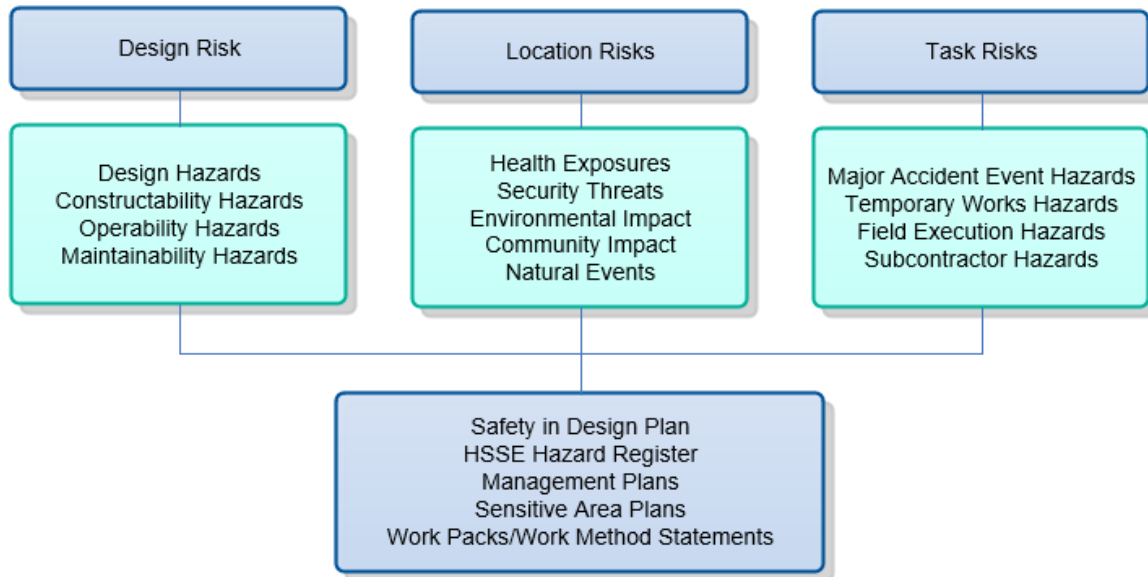 Design Risk
Location Risks
Task Risks
Design Hazards
Constructability Hazards
Operability Hazards
Maintainability Hazards
Health Exposures
Security Threats
Environmental Impact
Community Impact
Natural Events
Major Accident Event Hazards
Temporary Works Hazards
Field Execution Hazards
Subcontractor Hazards
Safety in Design Plan
HSSE Hazard Register
Management Plans
Sensitive Area Plans
Work Packs/Work Method Statements